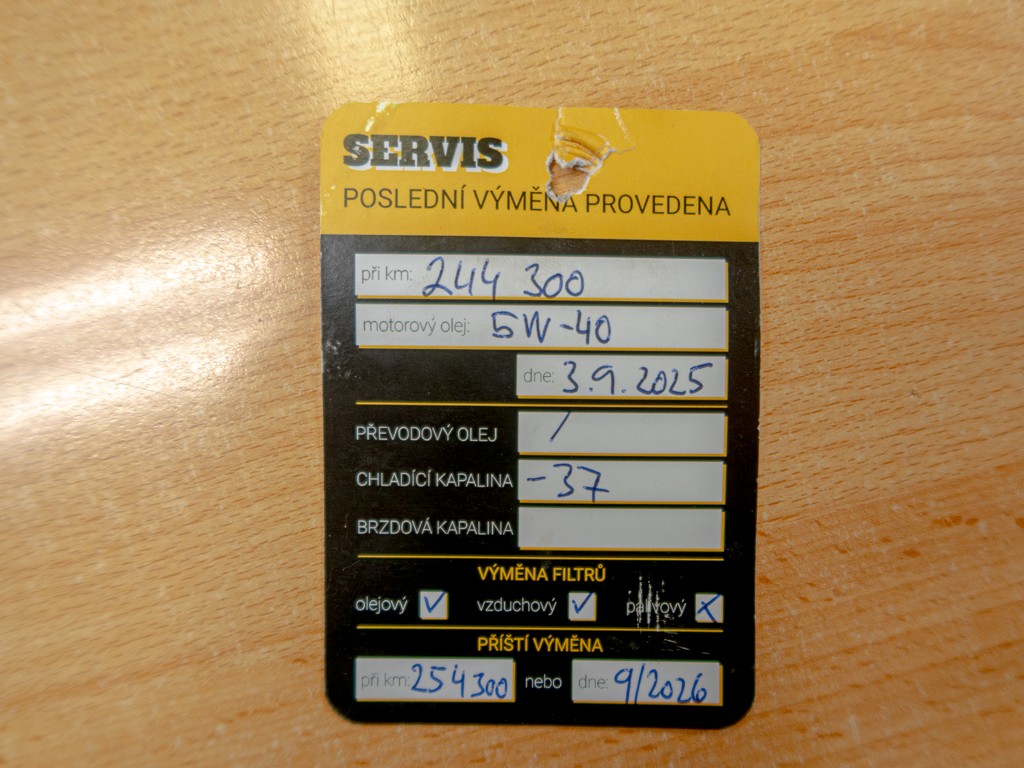 SERVIS
POSLEDNÍ VÝMĚNA PROVEDENA
při km: 244 300
motorový olej: 5W-40
dne: 3.9.2025
PŘEVODOVÝ OLEJ /
CHLADÍCÍ KAPALINA -37
BRZDOVÁ KAPALINA
VÝMĚNA FILTRŮ
olejový ✓ vzduchový ✓ palivový ✗
PŘÍŠTÍ VÝMĚNA
při km: 254300 nebo dne: 9/2026